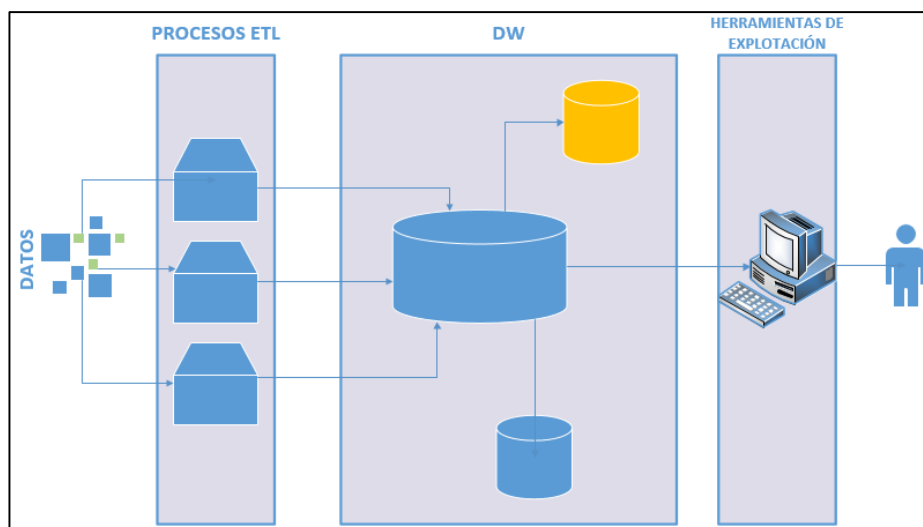 PROCESOS ETL
DW
HERRAMIENTAS DE
EXPLOTACIÓN
DATOS